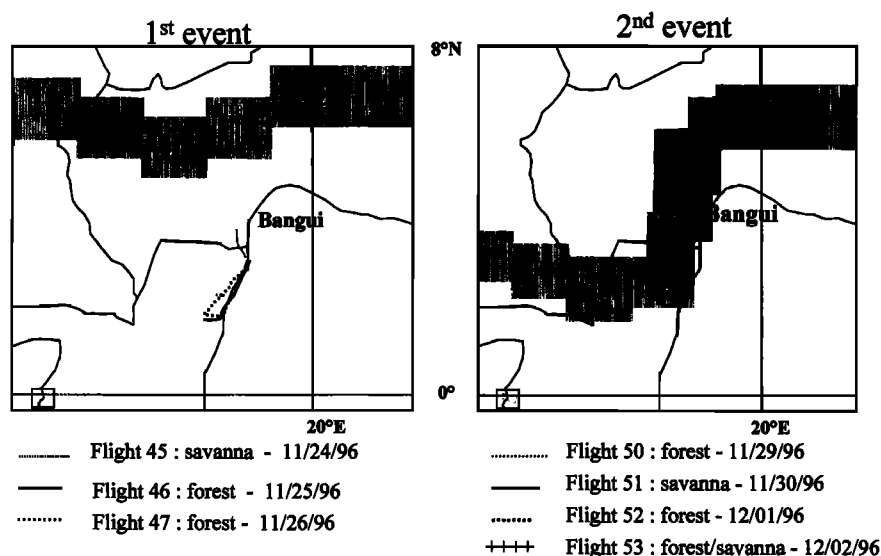 1st event
2nd event
8°N
Bangui
Bangui
0°
20°E
20°E
Flight 45 : savanna - 11/24/96
Flight 46 : forest - 11/25/96
Flight 47 : forest - 11/26/96
Flight 50 : forest - 11/29/96
Flight 51 : savanna - 11/30/96
Flight 52 : forest - 12/01/96
Flight 53 : forest/savanna - 12/02/96